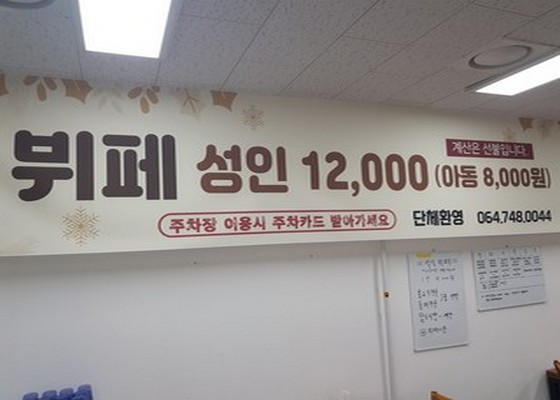 뷔페 성인 12,000 (아동 8,000원)
계산은 선불입니다.
주차장 이용시 주차카드 받아가세요
단체환영 064.748.0044